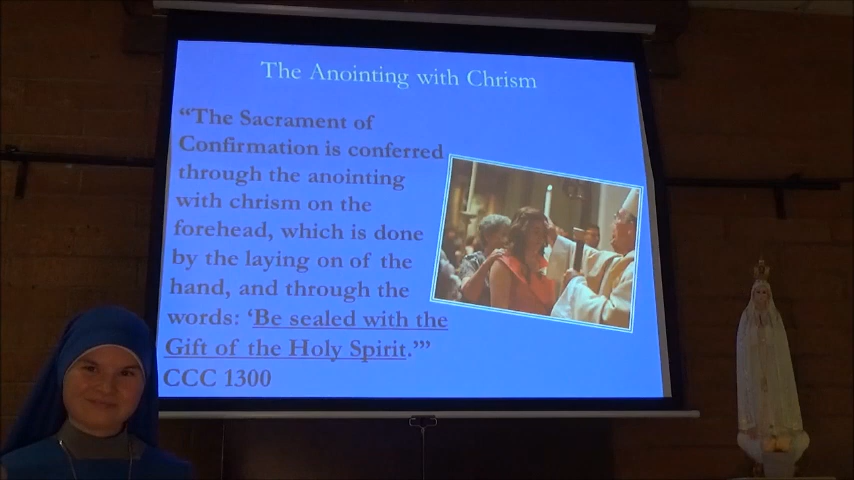 The Anointing with Chrism
“The Sacrament of
Confirmation is conferred
through the anointing
with chrism on the
forehead, which is done
by the laying on of the
hand, and through the
words: ‘Be sealed with the
Gift of the Holy Spirit.’”
CCC 1300